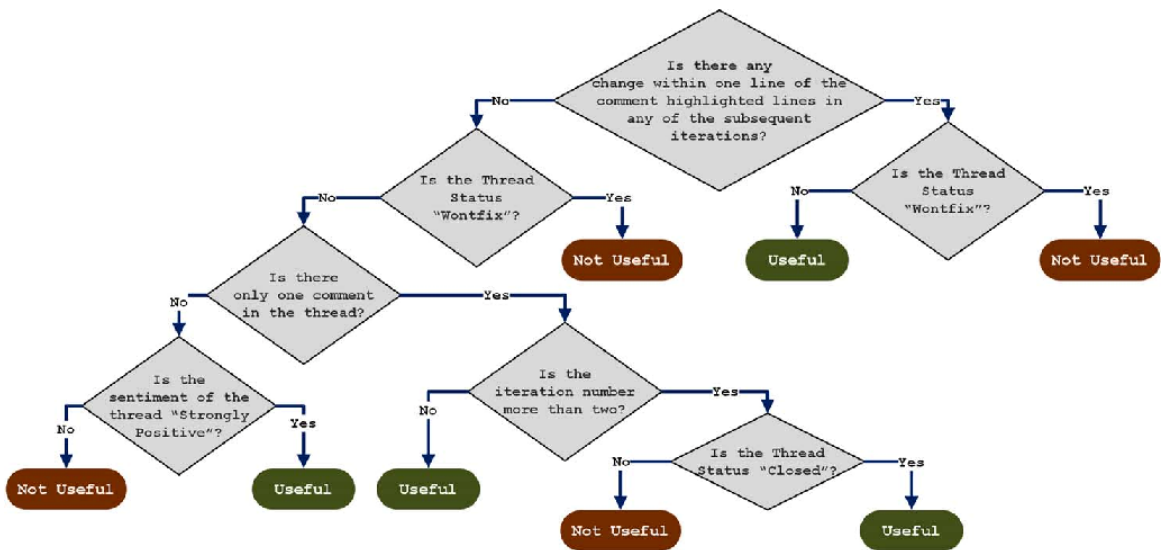 Is there any
change within one line of the
comment highlighted lines in
any of the subsequent
iterations?
No
Yes
Is the Thread
Status
"Wontfix"?
No
Yes
Is the Thread
Status
"Wontfix"?
No
Yes
Not Useful
Useful
Not Useful
Is there
only one comment
in the thread?
No
Yes
Is the
sentiment of the
thread "Strongly
Positive"?
No
Yes
Is the
iteration number
more than two?
No
Yes
Is the Thread
Status "Closed"?
No
Yes
Not Useful
Useful
Useful
Not Useful
Useful